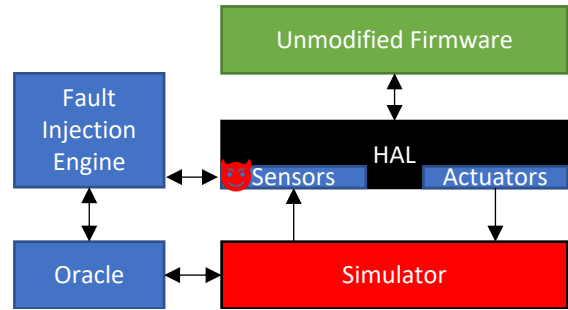 Unmodified Firmware
Fault
Injection
Engine
HAL
Sensors
Actuators
Oracle
Simulator